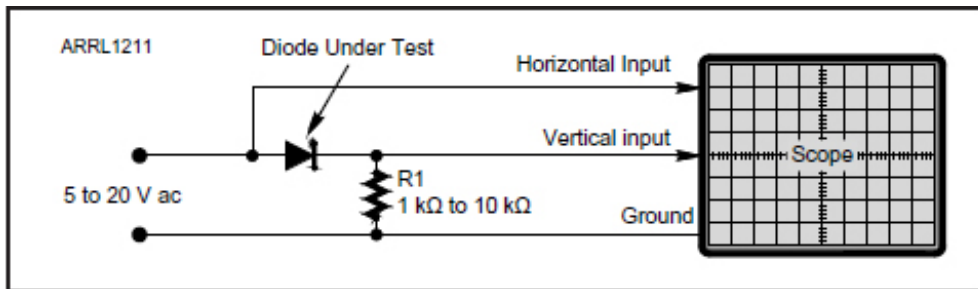 ARRL1211
Diode Under Test
Horizontal Input
Vertical input
Scope
5 to 20 V ac
R1
1 kΩ to 10 kΩ
Ground